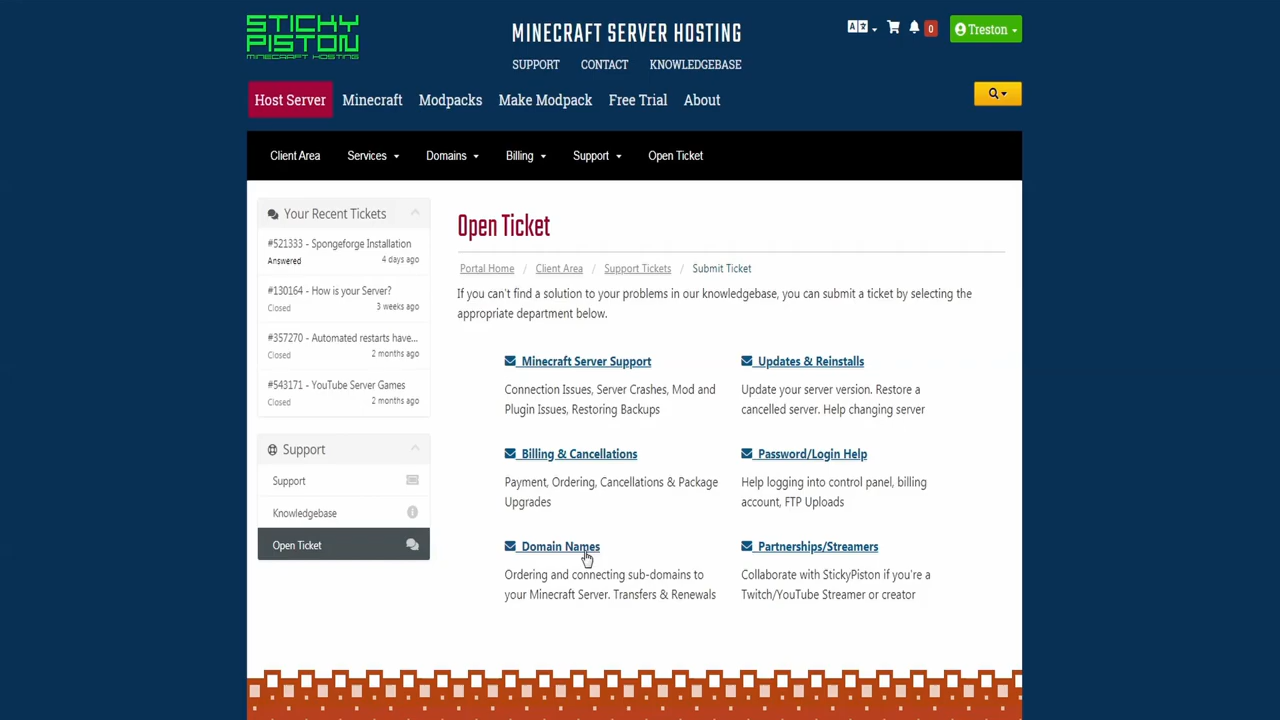 STICKY
PISTON
MINECRAFT HOSTING
MINECRAFT SERVER HOSTING
SUPPORT CONTACT KNOWLEDGEBASE
0
Treston
Host Server Minecraft Modpacks Make Modpook Free Trial About
Client Area Services Domains Billing Support Open Ticket
Your Recent Tickets
#521333 - Spongeforge Installation
Answered 4 days ago
#130164 - How is your Server?
Closed 3 weeks ago
#357270 - Automated restarts have...
Closed 2 months ago
#543171 - YouTube Server Games
Closed 2 months ago
Support
Support
Knowledgebase
Open Ticket
Open Ticket
Portal Home / Client Area / Support Tickets / Submit Ticket
If you can't find a solution to your problems in our knowledgebase, you can submit a ticket by selecting the
appropriate department below.
Minecraft Server Support
Connection Issues, Server Crashes, Mod and
Plugin Issues, Restoring Backups
Updates & Reinstalls
Update your server version. Restore a
cancelled server. Help changing server
Billing & Cancellations
Payment, Ordering, Cancellations & Package
Upgrades
Password/Login Help
Help logging into control panel, billing
account, FTP Uploads
Domain Names
Ordering and connecting sub-domains to
your Minecraft Server. Transfers & Renewals
Partnerships/Streamers
Collaborate with StickyPiston if you're a
Twitch/YouTube Streamer or creator